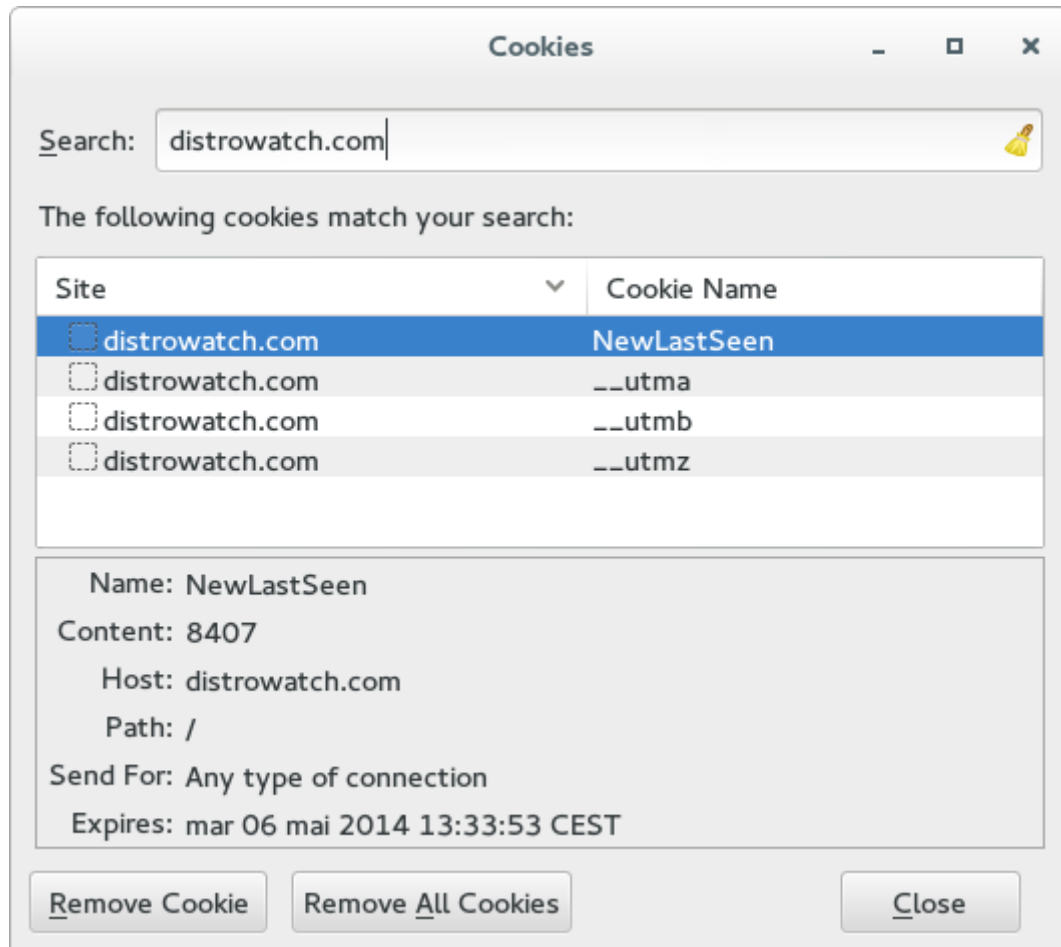 Cookies
Search: distrowatch.com
The following cookies match your search:
Site Cookie Name
distrowatch.com NewLastSeen
distrowatch.com __utma
distrowatch.com __utmb
distrowatch.com __utmz
Name: NewLastSeen
Content: 8407
Host: distrowatch.com
Path: /
Send For: Any type of connection
Expires: mar 06 mai 2014 13:33:53 CEST
Remove Cookie Remove All Cookies Close